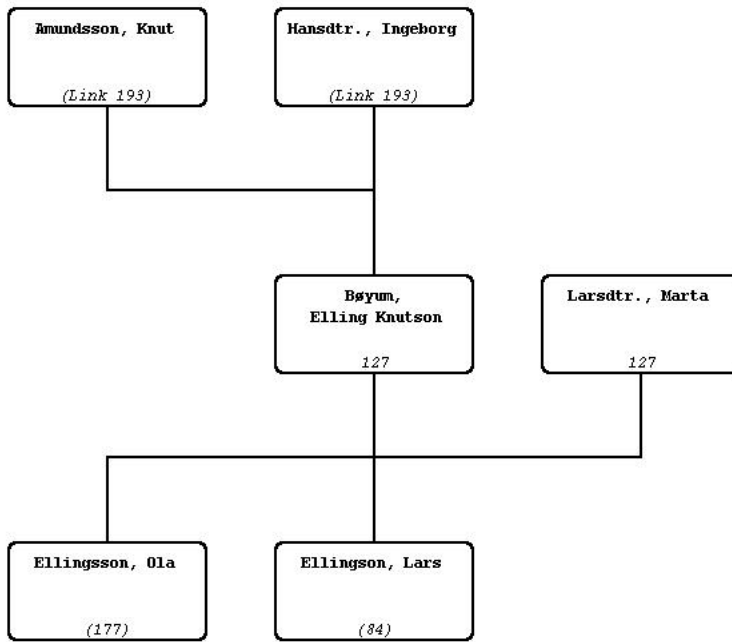 Amundsson, Knut
(Link 193)
Hansdtr., Ingeborg
(Link 193)
Bøyum,
Elling Knutson
127
Larsdtr., Marta
127
Ellingsson, Ola
(177)
Ellingson, Lars
(84)